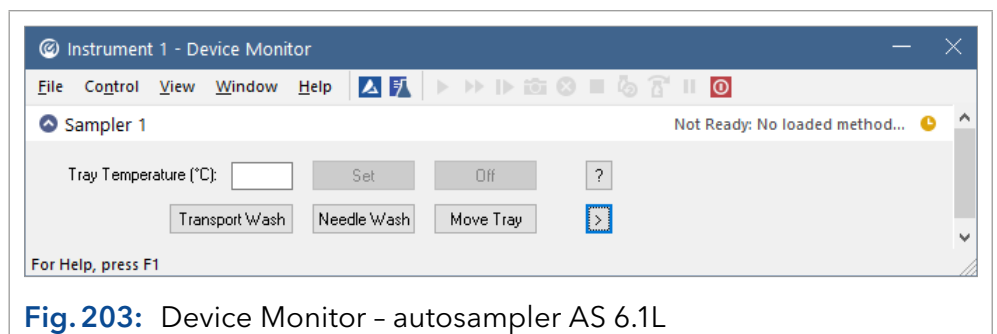 Instrument 1 - Device Monitor
File Control View Window Help
Sampler 1 Not Ready: No loaded method...
Tray Temperature (°C): Set Off ?
Transport Wash Needle Wash Move Tray >
For Help, press F1
Fig. 203: Device Monitor – autosampler AS 6.1L